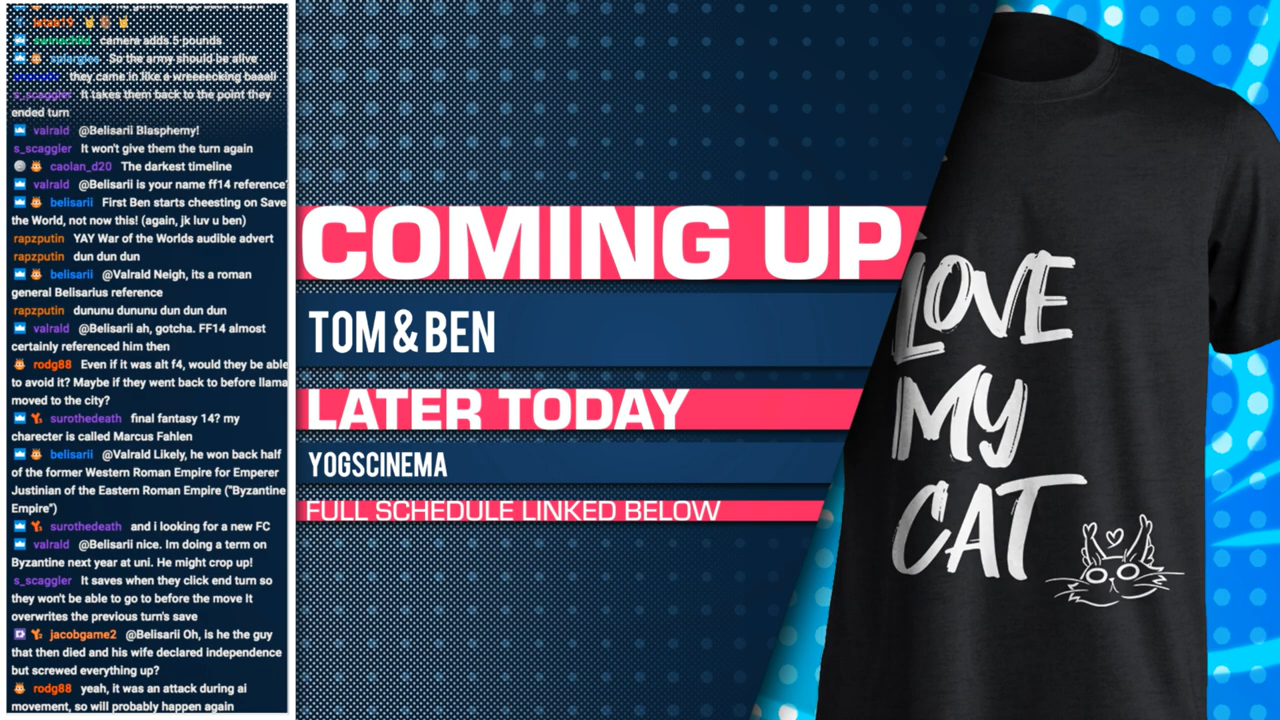 camera adds 5 pounds
So the army should be alive
they came in like a wreeeecking baaall
s_scaggler It takes them back to the point they
ended turn
valrald @Belisarii Blasphemy!
s_scaggler It won't give them the turn again
caolan_d20 The darkest timeline
valrald @Belisarii is your name ff14 reference?
belisarii First Ben starts cheesting on Save
the World, not now this! (again, jk luv u ben)
rapzputin YAY War of the Worlds audible advert
rapzputin dun dun dun
belisarii @Valrald Neigh, its a roman
general Belisarius reference
rapzputin dununu dununu dun dun dun
valrald @Belisarii ah, gotcha. FF14 almost
certainly referenced him then
rodg88 Even if it was alt f4, would they be able
to avoid it? Maybe if they went back to before llama
moved to the city?
surothedeath final fantasy 14? my
charecter is called Marcus Fahlen
belisarii @Valrald Likely, he won back half
of the former Western Roman Empire for Emperer
Justinian of the Eastern Roman Empire ("Byzantine
Empire")
surothedeath and i looking for a new FC
valrald @Belisarii nice. Im doing a term on
Byzantine next year at uni. He might crop up!
s_scaggler It saves when they click end turn so
they won't be able to go to before the move It
overwrites the previous turn's save
jacobgame2 @Belisarii Oh, is he the guy
that then died and his wife declared independence
but screwed everything up?
rodg88 yeah, it was an attack during ai
movement, so will probably happen again
COMING UP
TOM & BEN
LATER TODAY
YOGSCINEMA
FULL SCHEDULE LINKED BELOW
LOVE
MY
CAT